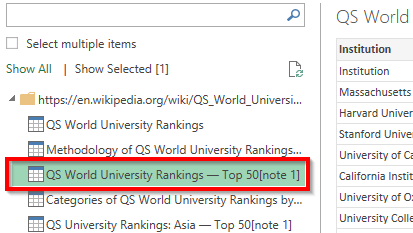 QS World
Select multiple items
Show All | Show Selected [1]
https://en.wikipedia.org/wiki/QS_World_Universi...
QS World University Rankings
Methodology of QS World University Rankings...
QS World University Rankings — Top 50[note 1]
Categories of QS World University Rankings by...
QS University Rankings: Asia — Top 50[note 1]
Institution
Institution
Massachusetts
Harvard Univer
Stanford Univer
University of Ca
California Institu
University of Ox
University Colle